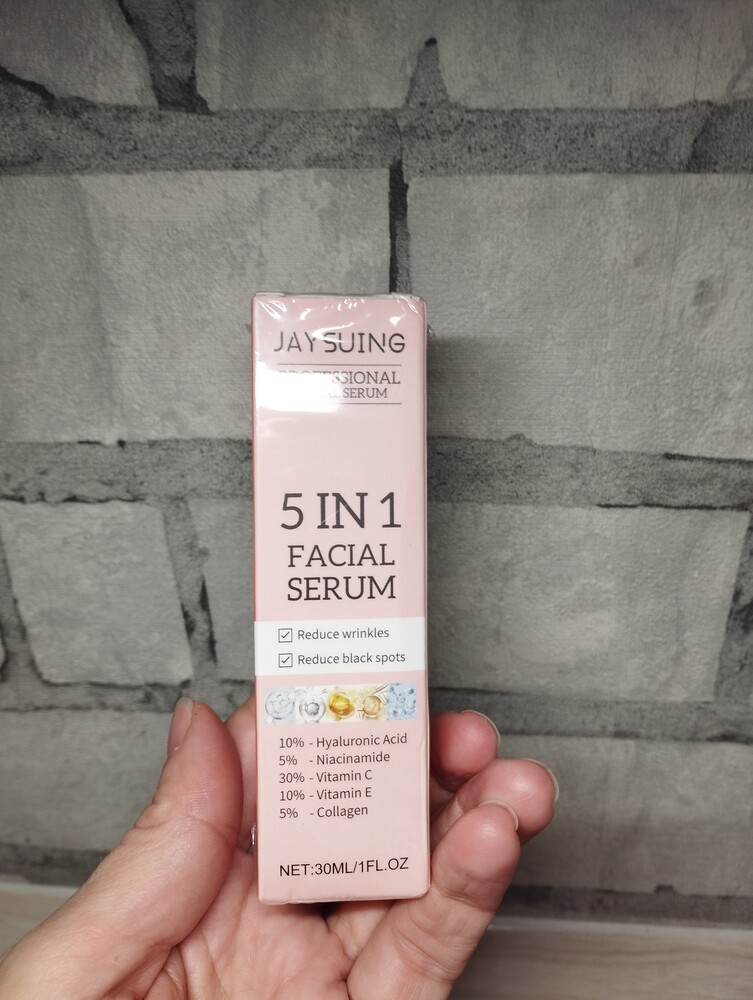 JAYSUING
PROFESSIONAL
SERUM
5 IN 1
FACIAL
SERUM
Reduce wrinkles
Reduce black spots
10% - Hyaluronic Acid
5% - Niacinamide
30% - Vitamin C
10% - Vitamin E
5% - Collagen
NET:30ML/1FL.OZ